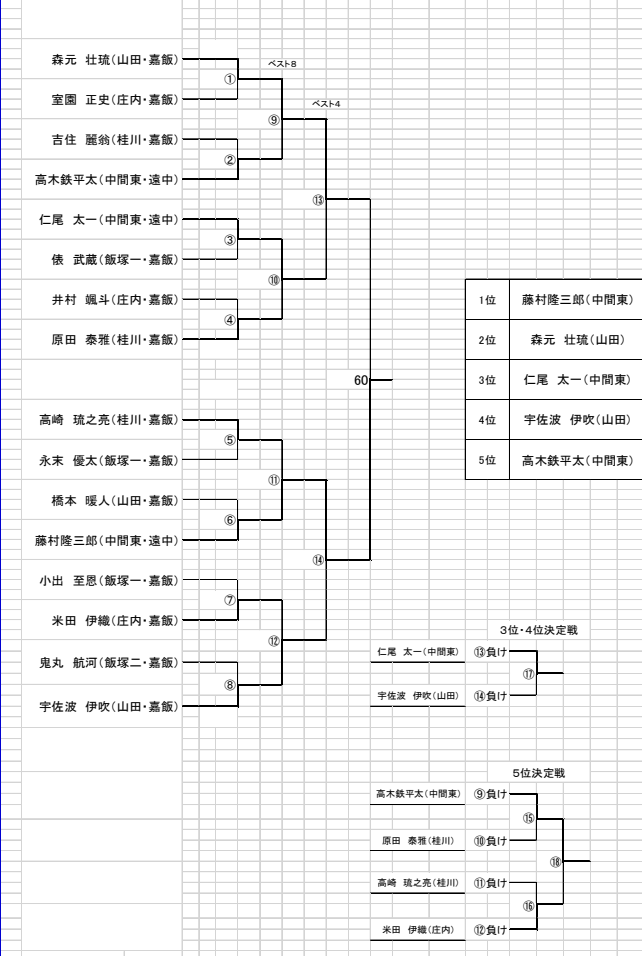 森元 壮琉(山田・嘉飯)
①
ベスト8
室園 正史(庄内・嘉飯)
ベスト4
⑨
吉住 麗翁(桂川・嘉飯)
②
高木鉄平太(中間東・遠中)
⑬
仁尾 太一(中間東・遠中)
③
俵 武蔵(飯塚一・嘉飯)
⑩
井村 颯斗(庄内・嘉飯)
④
原田 泰雅(桂川・嘉飯)
60
高崎 琉之亮(桂川・嘉飯)
⑤
永末 優太(飯塚一・嘉飯)
⑪
橋本 暖人(山田・嘉飯)
⑥
藤村隆三郎(中間東・遠中)
⑭
小出 至恩(飯塚一・嘉飯)
⑦
米田 伊織(庄内・嘉飯)
⑫
鬼丸 航河(飯塚二・嘉飯)
⑧
宇佐波 伊吹(山田・嘉飯)
1位 藤村隆三郎(中間東)
2位 森元 壮琉(山田)
3位 仁尾 太一(中間東)
4位 宇佐波 伊吹(山田)
5位 高木鉄平太(中間東)
3位・4位決定戦
仁尾 太一(中間東) ⑬負け
⑰
宇佐波 伊吹(山田) ⑭負け
5位決定戦
高木鉄平太(中間東) ⑨負け
⑮
原田 泰雅(桂川) ⑩負け
⑱
高崎 琉之亮(桂川) ⑪負け
⑯
米田 伊織(庄内) ⑫負け